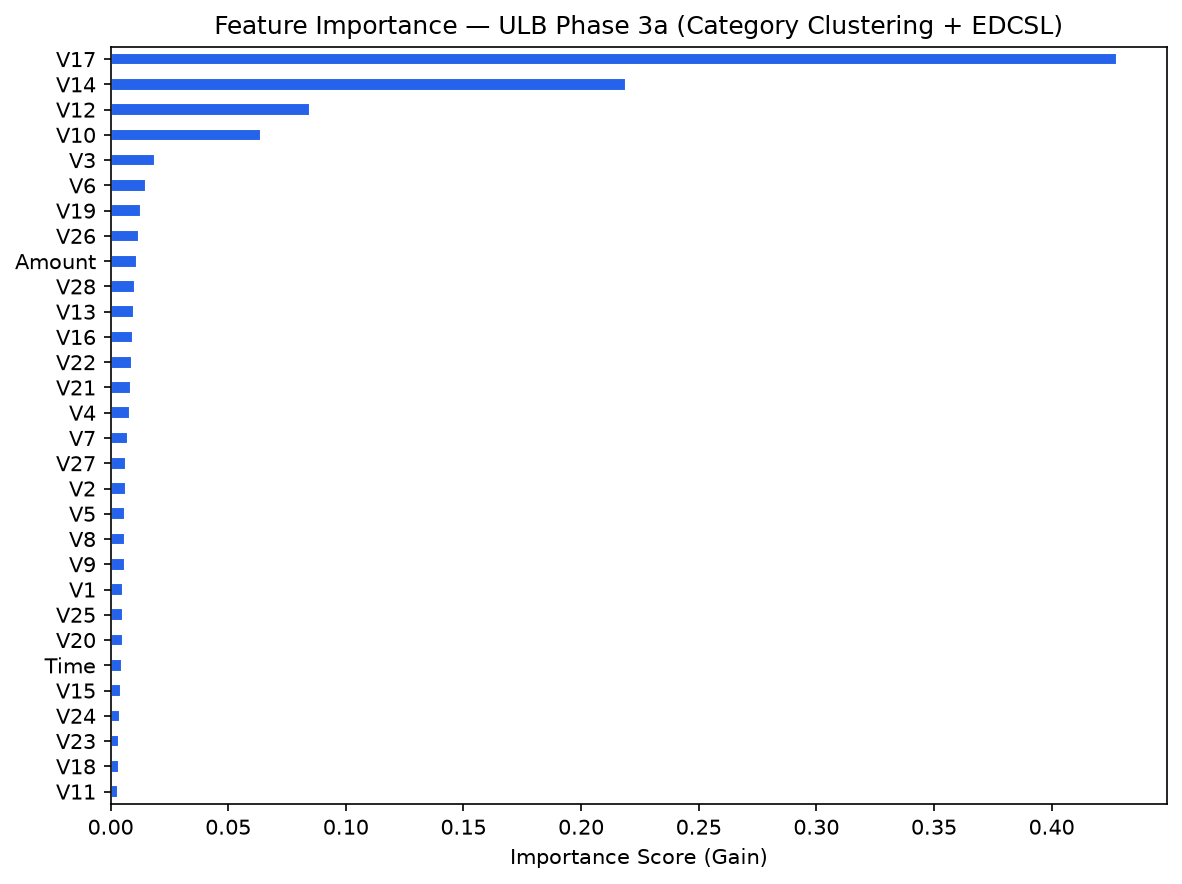 Feature Importance — ULB Phase 3a (Category Clustering + EDCSL)
V17
V14
V12
V10
V3
V6
V19
V26
Amount
V28
V13
V16
V22
V21
V4
V7
V27
V2
V5
V8
V9
V1
V25
V20
Time
V15
V24
V23
V18
V11
0.00 0.05 0.10 0.15 0.20 0.25 0.30 0.35 0.40
Importance Score (Gain)